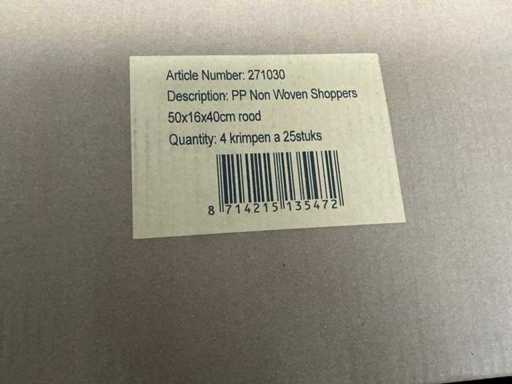 Article Number: 271030
Description: PP Non Woven Shoppers
50x16x40cm rood
Quantity: 4 krimpen a 25stuks
8 714215 135472